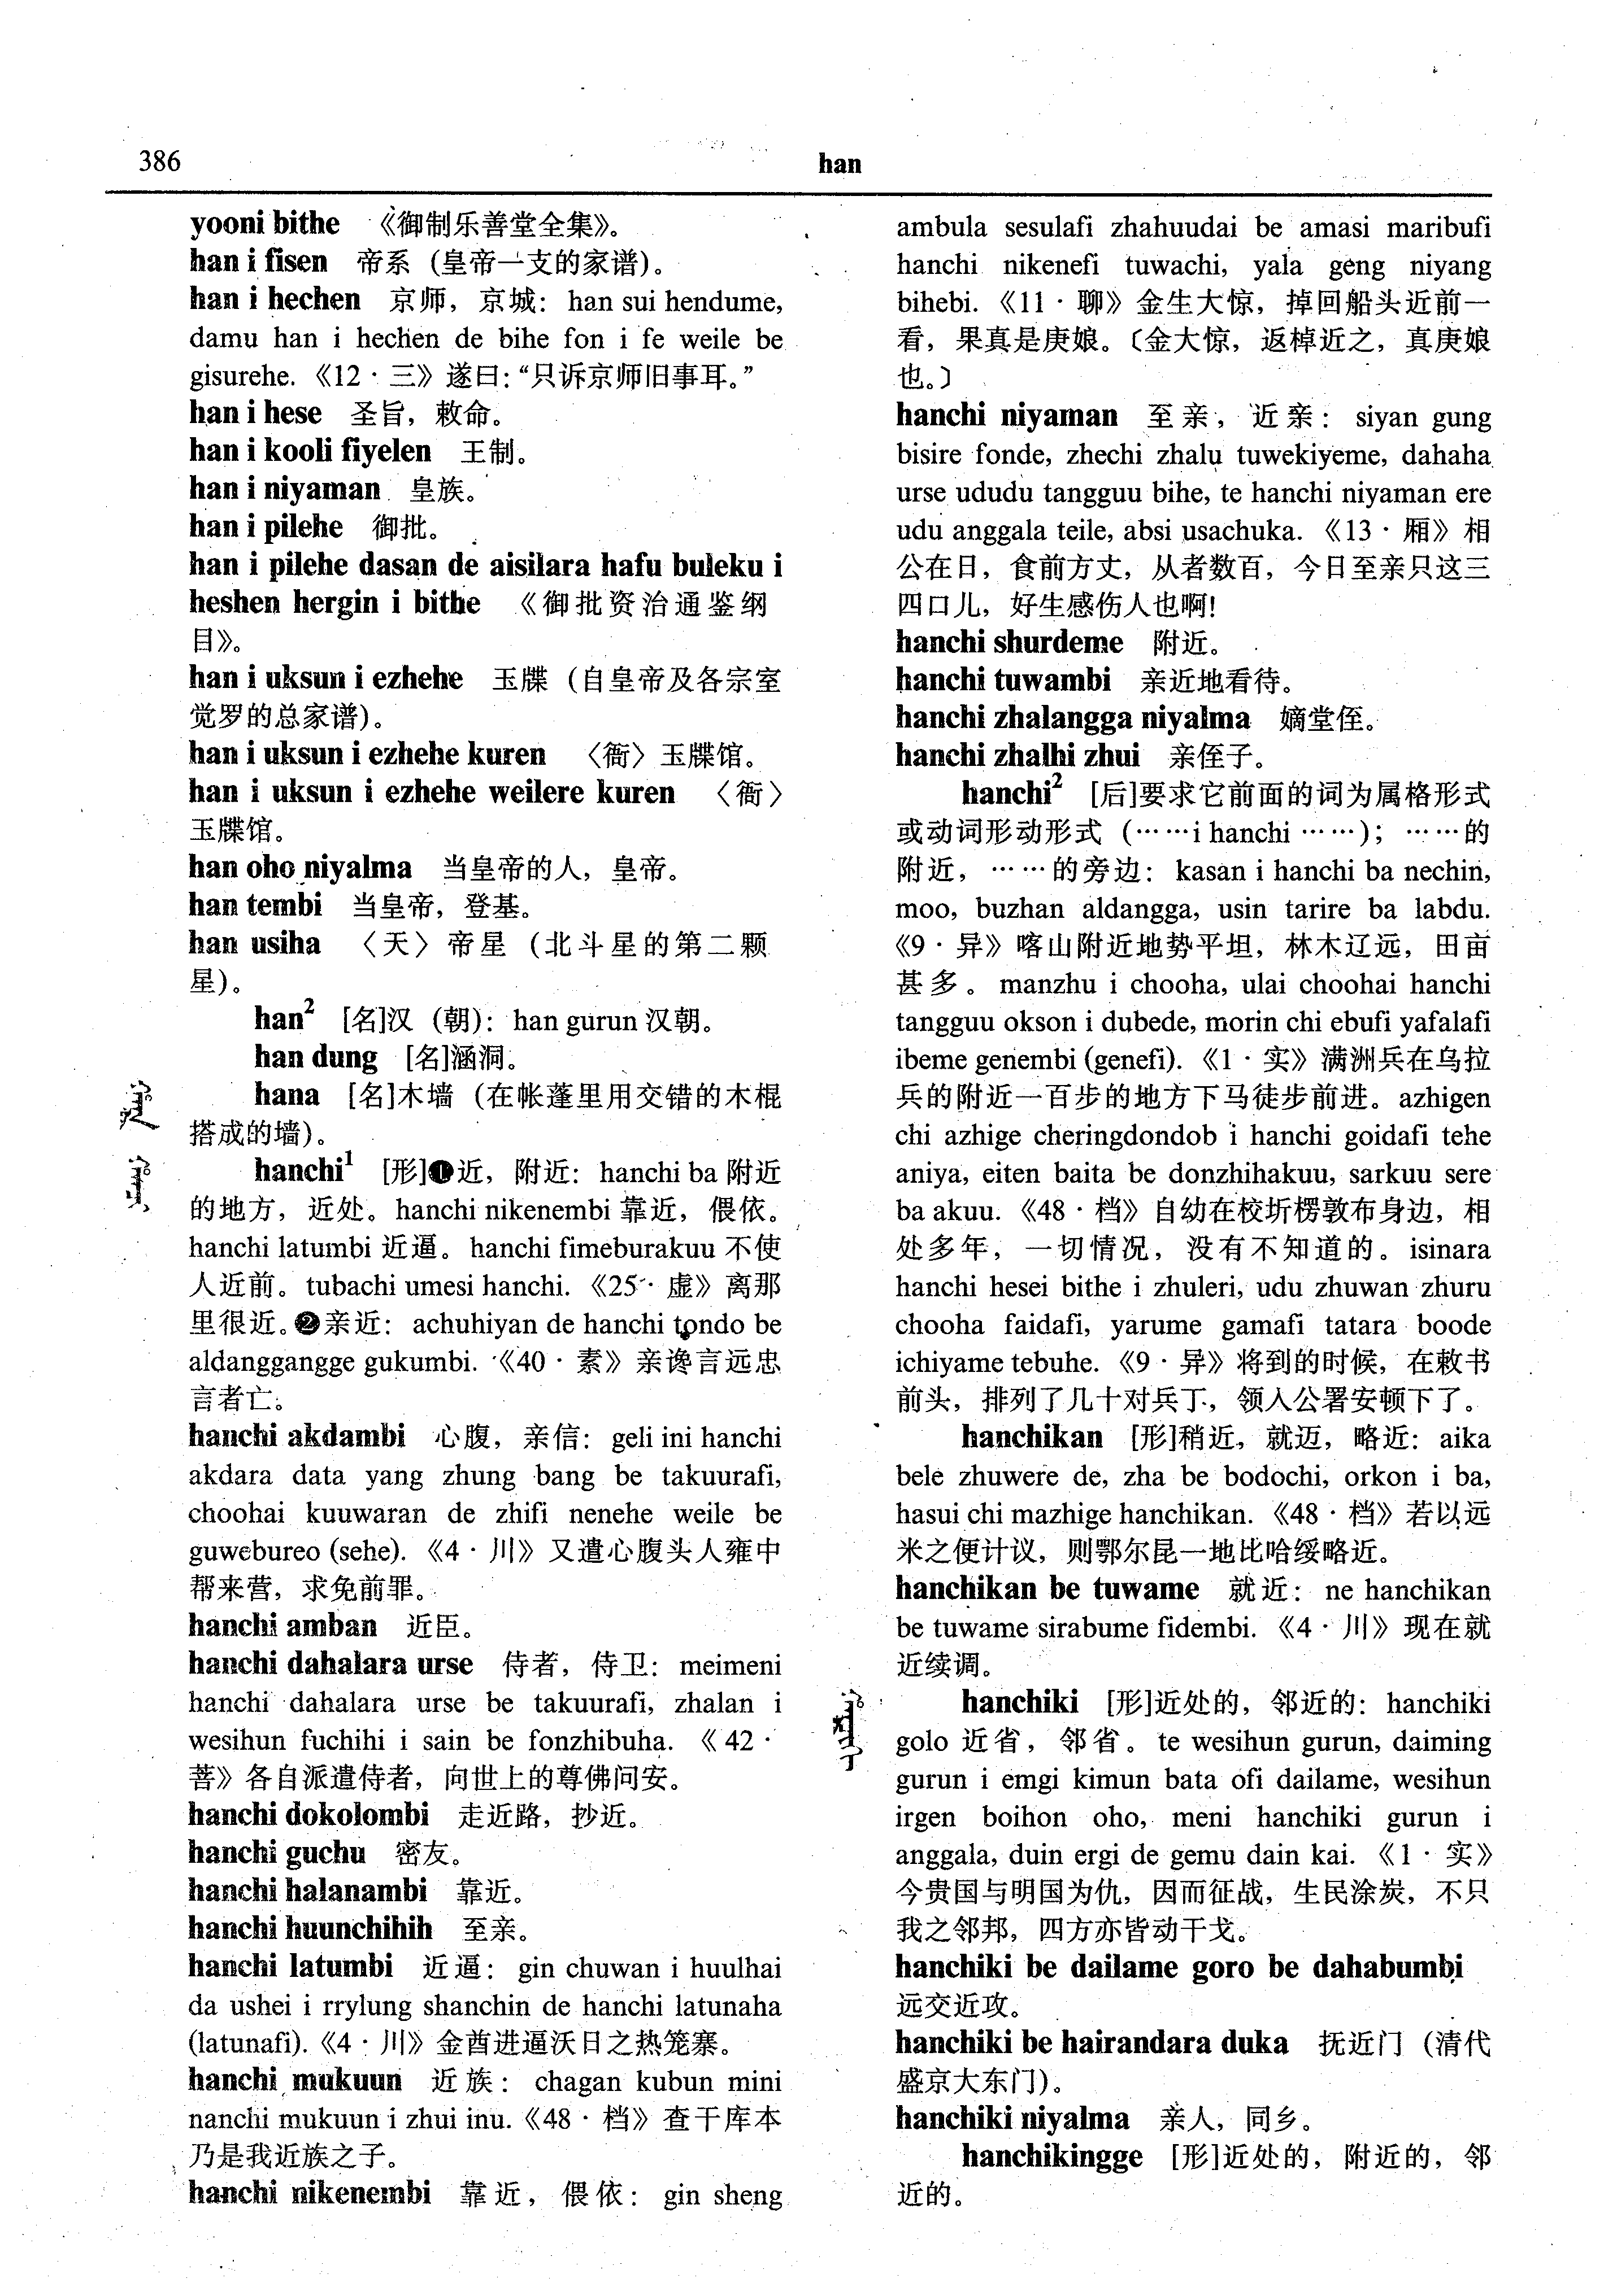 386
han
yooni bithe 《御制乐善堂全集》。
han i fisen 帝系（皇帝一支的家谱）。
han i hechen 京师，京城：han sui hendume,
damu han i hechen de bihe fon i fe weile be
gisurehe. 《12·三》遂曰：“只诉京师旧事耳。”
han i hese 圣旨，敕命。
han i kooli fiyelen 王制。
han i niyaman 皇族。
han i pilehe 御批。
han i pilehe dasan de aisilara hafu buleku i
heshen hergin i bithe 《御批资治通鉴纲
目》。
han i uksun i ezhehe 玉牒（自皇帝及各宗室
觉罗的总家谱）。
han i uksun i ezhehe kuren 〈衙〉玉牒馆。
han i uksun i ezhehe weilere kuren 〈衙〉
玉牒馆。
han oho niyalma 当皇帝的人，皇帝。
han tembi 当皇帝，登基。
han usiha 〈天〉帝星（北斗星的第二颗
星）。
han² [名]汉（朝）：han gurun 汉朝。
han dung [名]涵洞。
hana [名]木墙（在帐蓬里用交错的木棍
搭成的墙）。
hanchi¹ [形]❶近，附近：hanchi ba 附近
的地方，近处。hanchi nikenembi 靠近，偎依。
hanchi latumbi 近逼。hanchi fimeburakuu 不使
人近前。tubachi umesi hanchi. 《25·虚》离那
里很近。❷亲近：achuhiyan de hanchi tondo be
aldanggangge gukumbi. 《40·素》亲谗言远忠
言者亡。
hanchi akdambi 心腹，亲信：geli ini hanchi
akdara data yang zhung bang be takuurafi,
choohai kuuwaran de zhifi nenehe weile be
guwebureo (sehe). 《4·川》又遣心腹头人雍中
帮来营，求免前罪。
hanchi amban 近臣。
hanchi dahalara urse 侍者，侍卫：meimeni
hanchi dahalara urse be takuurafi, zhalan i
wesihun fuchihi i sain be fonzhibuha. 《42·
菩》各自派遣侍者，向世上的尊佛问安。
hanchi dokolombi 走近路，抄近。
hanchi guchu 密友。
hanchi halanambi 靠近。
hanchi huunchihih 至亲。
hanchi latumbi 近逼：gin chuwan i huulhai
da ushei i rrylung shanchin de hanchi latunaha
(latunafi). 《4·川》金酋进逼沃日之热笼寨。
hanchi mukuun 近族：chagan kubun mini
nanchi mukuun i zhui inu. 《48·档》查干库本
乃是我近族之子。
hanchi nikenembi 靠近，偎依：gin sheng
ambula sesulafi zhahuudai be amasi maribufi
hanchi nikenefi tuwachi, yala geng niyang
bihebi. 《11·聊》金生大惊，掉回船头近前一
看，果真是庚娘。〔金大惊，返棹近之，真庚娘
也。〕
hanchi niyaman 至亲，近亲：siyan gung
bisire fonde, zhechi zhalu tuwekiyeme, dahaha
urse ududu tangguu bihe, te hanchi niyaman ere
udu anggala teile, absi usachuka. 《13·厢》相
公在日，食前方丈，从者数百，今日至亲只这三
四口儿，好生感伤人也啊！
hanchi shurdeme 附近。
hanchi tuwambi 亲近地看待。
hanchi zhalangga niyalma 嫡堂侄。
hanchi zhalhi zhui 亲侄子。
hanchi² [后]要求它前面的词为属格形式
或动词形动形式（……i hanchi ……）；……的
附近，……的旁边：kasan i hanchi ba nechin,
moo, buzhan aldangga, usin tarire ba labdu.
《9·异》喀山附近地势平坦，林木辽远，田亩
甚多。manzhu i chooha, ulai choohai hanchi
tangguu okson i dubede, morin chi ebufi yafalafi
ibeme genembi (genefi). 《1·实》满洲兵在乌拉
兵的附近一百步的地方下马徒步前进。azhigen
chi azhige cheringdondob i hanchi goidafi tehe
aniya, eiten baita be donzhihakuu, sarkuu sere
ba akuu. 《48·档》自幼在校圻楞敦布身边，相
处多年，一切情况，没有不知道的。isinara
hanchi hesei bithe i zhuleri, udu zhuwan zhuru
chooha faidafi, yarume gamafi tatara boode
ichiyame tebuhe. 《9·异》将到的时候，在敕书
前头，排列了几十对兵丁，领入公署安顿下了。
hanchikan [形]稍近，就迈，略近：aika
bele zhuwere de, zha be bodochi, orkon i ba,
hasui chi mazhige hanchikan. 《48·档》若以远
米之便计议，则鄂尔昆一地比哈绥略近。
hanchikan be tuwame 就近：ne hanchikan
be tuwame sirabume fidembi. 《4·川》现在就
近续调。
hanchiki [形]近处的，邻近的：hanchiki
golo 近省，邻省。te wesihun gurun, daiming
gurun i emgi kimun bata ofi dailame, wesihun
irgen boihon oho, meni hanchiki gurun i
anggala, duin ergi de gemu dain kai. 《1·实》
今贵国与明国为仇，因而征战，生民涂炭，不只
我之邻邦，四方亦皆动干戈。
hanchiki be dailame goro be dahabumbi
远交近攻。
hanchiki be hairandara duka 抚近门（清代
盛京大东门）。
hanchiki niyalma 亲人，同乡。
hanchikingge [形]近处的，附近的，邻
近的。